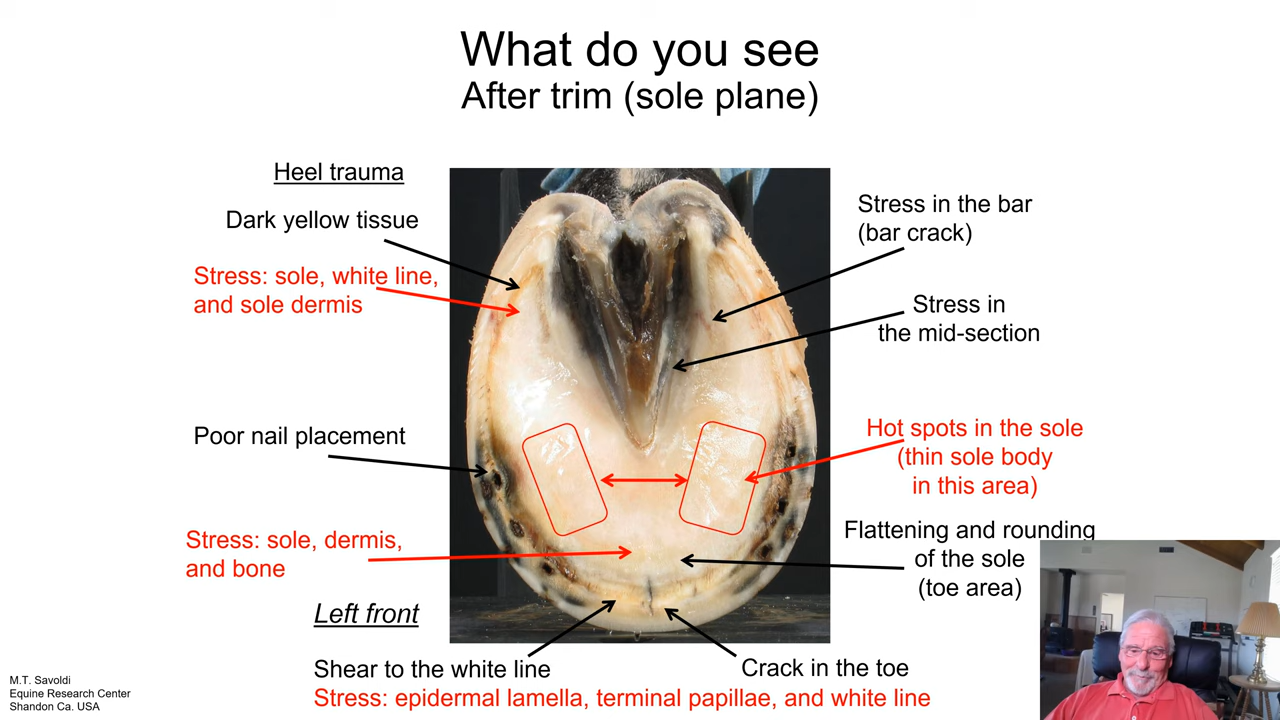 What do you see
After trim (sole plane)
Heel trauma
Dark yellow tissue
Stress: sole, white line,
and sole dermis
Stress in the bar
(bar crack)
Stress in
the mid-section
Poor nail placement
Hot spots in the sole
(thin sole body
in this area)
Stress: sole, dermis,
and bone
Flattening and rounding
of the sole
(toe area)
Left front
Shear to the white line
Crack in the toe
Stress: epidermal lamella, terminal papillae, and white line
M.T. Savoldi
Equine Research Center
Shandon Ca. USA